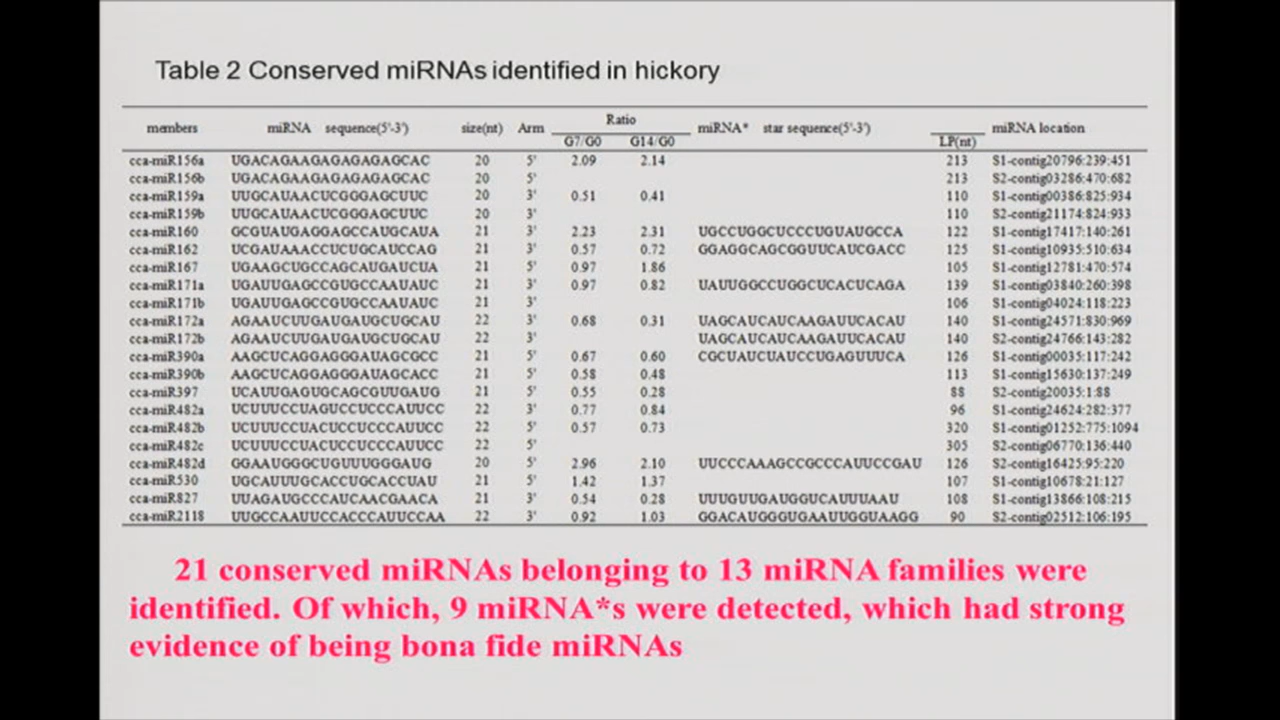 Table 2 Conserved miRNAs identified in hickory
members miRNA sequence(5'-3') size(nt) Arm Ratio miRNA* star sequence(5'-3') miRNA location
G7/G0 G14/G0 LP(nt)
cca-miR156a UGACAGAAGAGAGAGAGCAC 20 5' 2.09 2.14 213 S1-contig20796:239:451
cca-miR156b UGACAGAAGAGAGAGAGCAC 20 5' 213 S2-contig03286:470:682
cca-miR159a UUGCAUAACUCGGGAGCUUC 20 3' 0.51 0.41 110 S1-contig00386:825:934
cca-miR159b UUGCAUAACUCGGGAGCUUC 20 3' 110 S2-contig21174:824:933
cca-miR160 GCGUAUGAGGAGCCAUGCAUA 21 3' 2.23 2.31 UGCCUGGCUCCCUGUAUGCCA 122 S1-contig17417:140:261
cca-miR162 UCGAUAAACCUCUGCAUCCAG 21 3' 0.57 0.72 GGAGGCAGCGGUUCAUCGACC 125 S1-contig10935:510:634
cca-miR167 UGAAGCUGCCAGCAUGAUCUA 21 5' 0.97 1.86 105 S1-contig12781:470:574
cca-miR171a UGAUUGAGCCGUGCCAAUAUC 21 3' 0.97 0.82 UAUUGGCCUGGCUCACUCAGA 139 S1-contig03840:260:398
cca-miR171b UGAUUGAGCCGUGCCAAUAUC 21 3' 106 S1-contig04024:118:223
cca-miR172a AGAAUCUUGAUGAUGCUGCAU 22 3' 0.68 0.31 UAGCAUCAUCAAGAUUCACAU 140 S1-contig24571:830:969
cca-miR172b AGAAUCUUGAUGAUGCUGCAU 22 3' UAGCAUCAUCAAGAUUCACAU 140 S2-contig24766:143:282
cca-miR390a AAGCUCAGGAGGGAUAGCGCC 21 5' 0.67 0.60 CGCUAUCUAUCCUGAGUUUCA 126 S1-contig00035:117:242
cca-miR390b AAGCUCAGGAGGGAUAGCACC 21 5' 0.58 0.48 113 S1-contig15630:137:249
cca-miR397 UCAUUGAGUGCAGCGUUGAUG 21 5' 0.55 0.28 88 S2-contig20035:1:88
cca-miR482a UCUUUCCUAGUCCUCCCAUUCC 22 3' 0.77 0.84 96 S1-contig24624:282:377
cca-miR482b UCUUUCCUACUCCUCCCAUUCC 22 3' 0.57 0.73 320 S1-contig01252:775:1094
cca-miR482c UCUUUCCUACUCCUCCCAUUCC 22 5' 305 S2-contig06770:136:440
cca-miR482d GGAAUGGGCUGUUUGGGAUG 20 5' 2.96 2.10 UUCCCAAAGCCGCCCAUUCCGAU 126 S2-contig16425:95:220
cca-miR530 UGCAUUUGCACCUGCACCUAU 21 5' 1.42 1.37 107 S1-contig10678:21:127
cca-miR827 UUAGAUGCCCAUCAACGAACA 21 3' 0.54 0.28 UUUGUUGAUGGUCAUUUAAU 108 S1-contig13866:108:215
cca-miR2118 UUGCCAAUUCCACCCAUUCCAA 22 3' 0.92 1.03 GGACAUGGGUGAAUUGGUAAGG 90 S2-contig02512:106:195
21 conserved miRNAs belonging to 13 miRNA families were
identified. Of which, 9 miRNA*s were detected, which had strong
evidence of being bona fide miRNAs